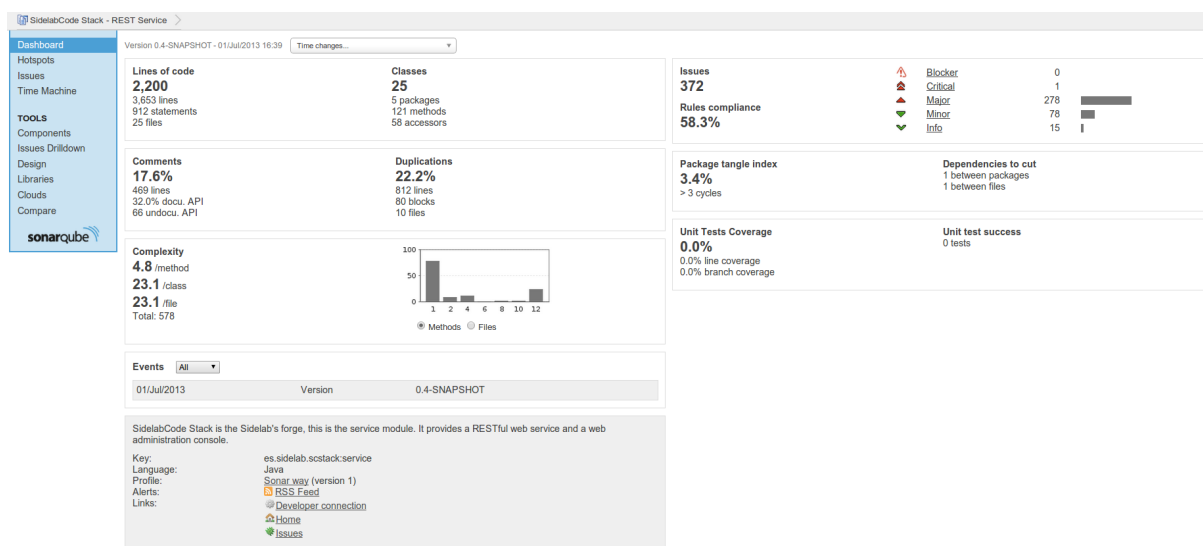 SidelabCode Stack - REST Service
Dashboard
Hotspots
Issues
Time Machine
TOOLS
Components
Issues Drilldown
Design
Libraries
Clouds
Compare
sonarqube
Version 0.4-SNAPSHOT - 01/Jul/2013 16:39 Time changes...
Lines of code
2,200
3,653 lines
912 statements
25 files
Classes
25
5 packages
121 methods
58 accessors
Comments
17.6%
469 lines
32.0% docu. API
66 undocu. API
Duplications
22.2%
812 lines
80 blocks
10 files
Complexity
4.8 /method
23.1 /class
23.1 /file
Total: 578
100
50
0
1 2 4 6 8 10 12
Methods Files
Events All
01/Jul/2013 Version 0.4-SNAPSHOT
SidelabCode Stack is the Sidelab's forge, this is the service module. It provides a RESTful web service and a web
administration console.
Key: es.sidelab.scstack:service
Language: Java
Profile: Sonar way (version 1)
Alerts: RSS Feed
Links: Developer connection
Home
Issues
Issues
372
Rules compliance
58.3%
Blocker 0
Critical 1
Major 278
Minor 78
Info 15
Package tangle index
3.4%
> 3 cycles
Dependencies to cut
1 between packages
1 between files
Unit Tests Coverage
0.0%
0.0% line coverage
0.0% branch coverage
Unit test success
0 tests